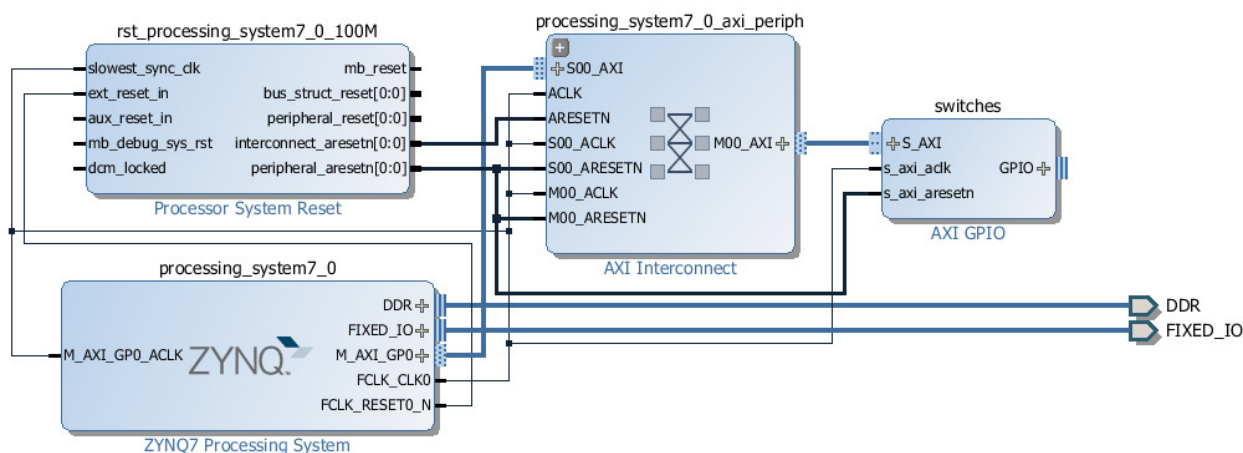 rst_processing_system7_0_100M
slowest_sync_clk
ext_reset_in
aux_reset_in
mb_debug_sys_rst
dcm_locked
mb_reset
bus_struct_reset[0:0]
peripheral_reset[0:0]
interconnect_aresetn[0:0]
peripheral_aresetn[0:0]
Processor System Reset
processing_system7_0_axi_periph
S00_AXI
ACLK
ARESETN
S00_ACLK
S00_ARESETN
M00_ACLK
M00_ARESETN
M00_AXI
AXI Interconnect
switches
S_AXI
s_axi_aclk
s_axi_aresetn
GPIO
AXI GPIO
processing_system7_0
M_AXI_GP0_ACLK
ZYNQ
DDR
FIXED_IO
M_AXI_GP0
FCLK_CLK0
FCLK_RESET0_N
ZYNQ7 Processing System
DDR
FIXED_IO